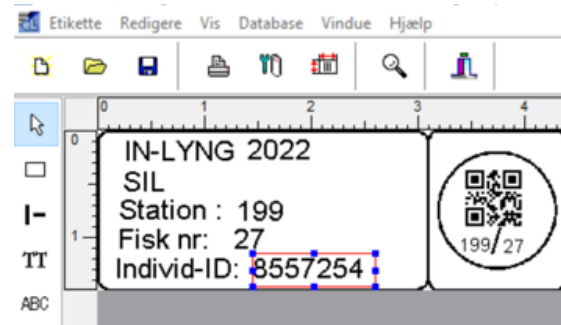 Etikette Redigere Vis Database Vindue Hjælp
0 1 2 3 4
0
IN-LYNG 2022
SIL
Station : 199
1
Fisk nr: 27
Individ-ID: 8557254
199/27
TT
ABC